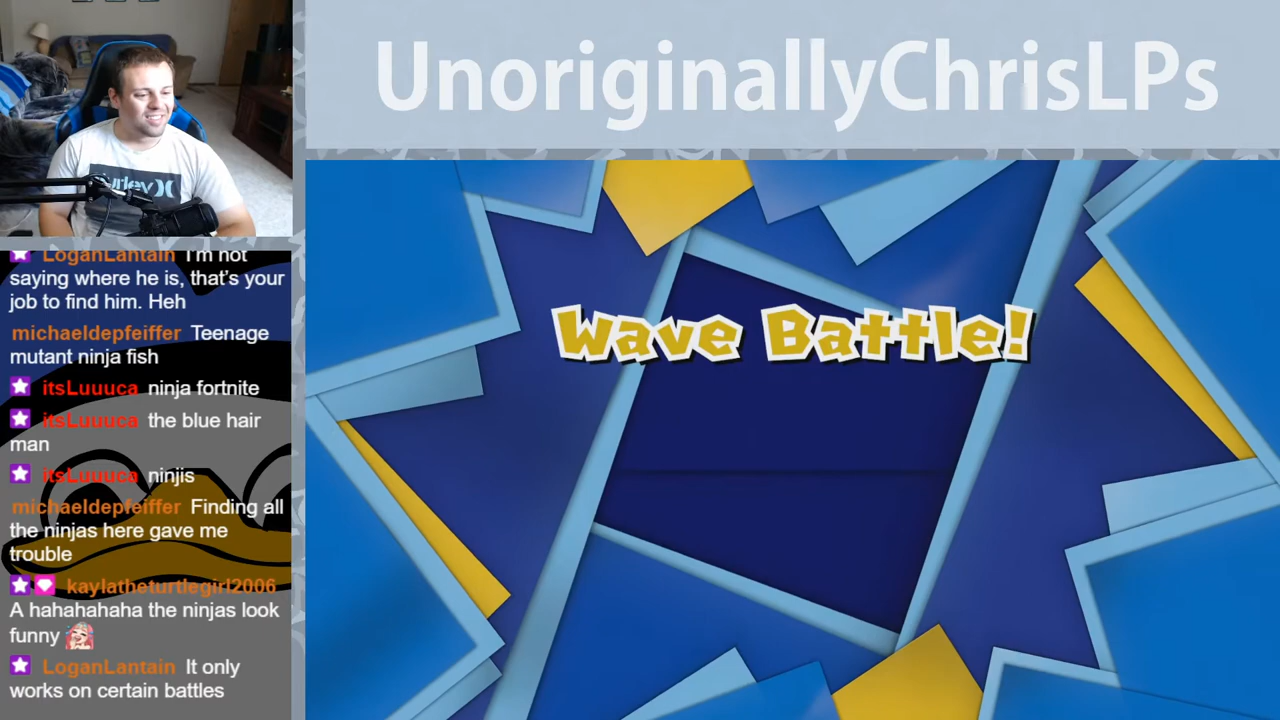 UnoriginallyChrisLPs
Wave Battle!
LoganLantain I'm not
saying where he is, that's your
job to find him. Heh
michaeldepfeiffer Teenage
mutant ninja fish
itsLuuuca ninja fortnite
itsLuuuca the blue hair
man
itsLuuuca ninjis
michaeldepfeiffer Finding all
the ninjas here gave me
trouble
kaylatheturtlegirl2006
A hahahahaha the ninjas look
funny
LoganLantain It only
works on certain battles